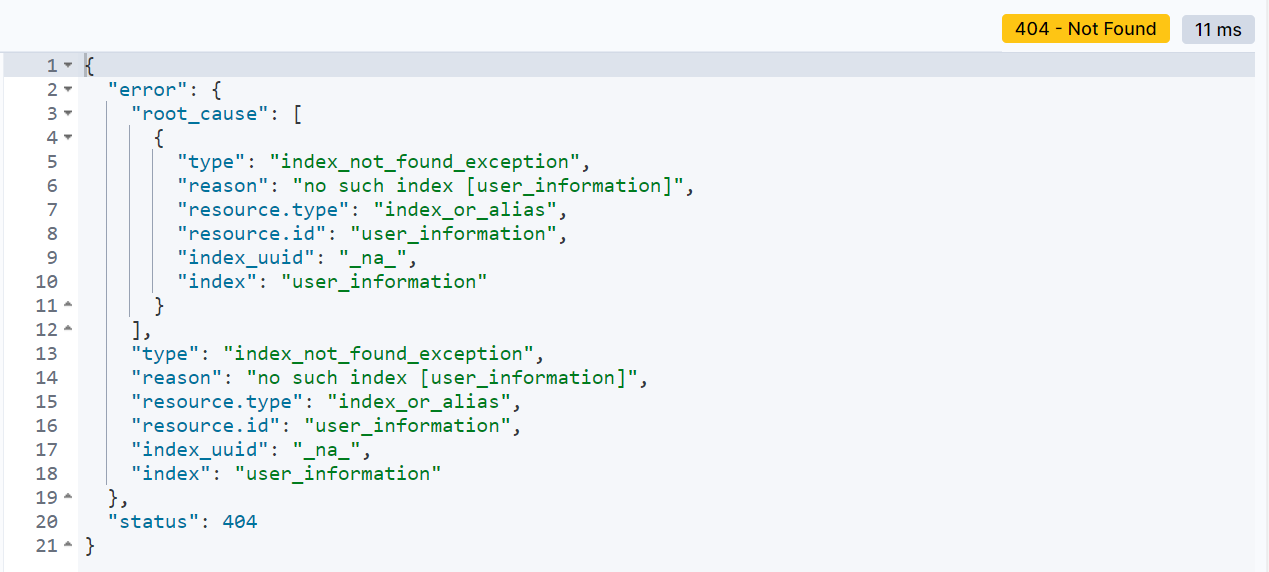 404 - Not Found 11 ms
1 {
2 "error": {
3 "root_cause": [
4 {
5 "type": "index_not_found_exception",
6 "reason": "no such index [user_information]",
7 "resource.type": "index_or_alias",
8 "resource.id": "user_information",
9 "index_uuid": "_na_",
10 "index": "user_information"
11 }
12 ],
13 "type": "index_not_found_exception",
14 "reason": "no such index [user_information]",
15 "resource.type": "index_or_alias",
16 "resource.id": "user_information",
17 "index_uuid": "_na_",
18 "index": "user_information"
19 },
20 "status": 404
21 }